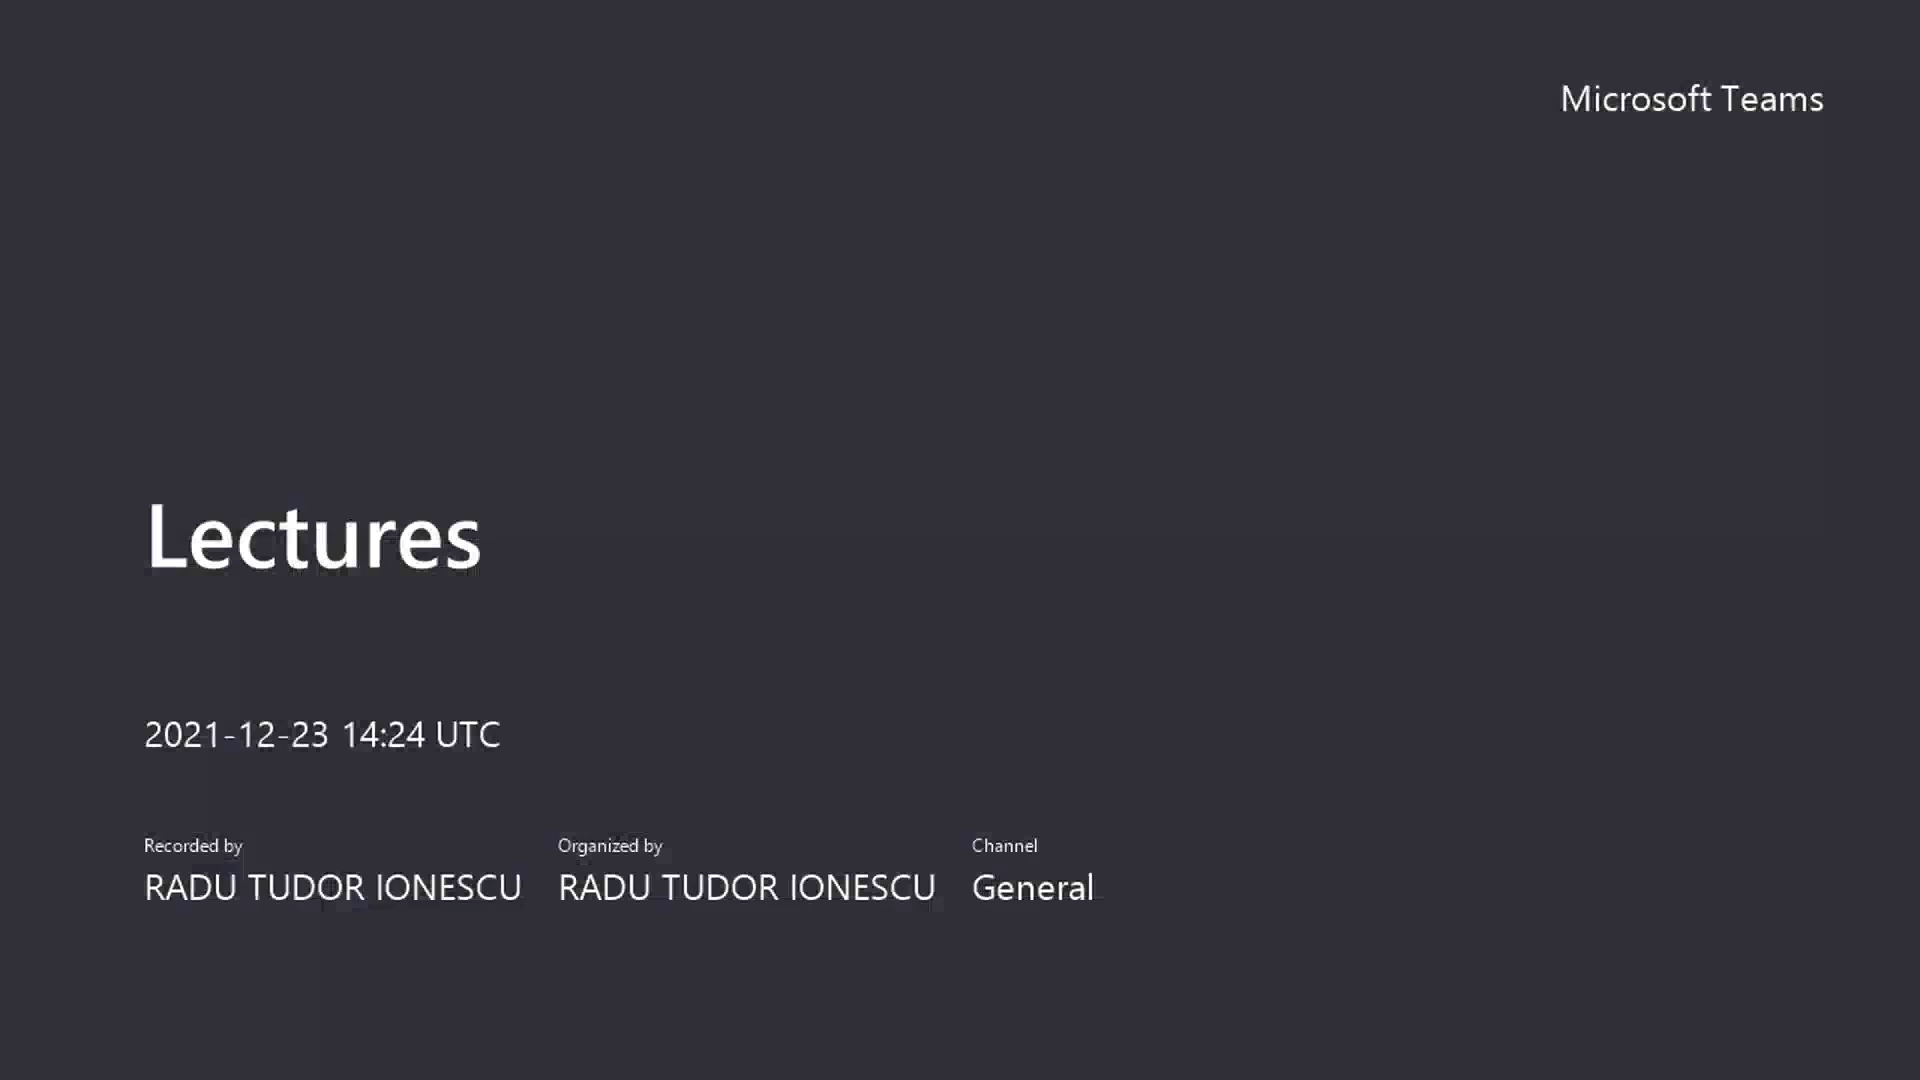 Microsoft Teams
Lectures
2021-12-23 14:24 UTC
Recorded by Organized by Channel
RADU TUDOR IONESCU RADU TUDOR IONESCU General